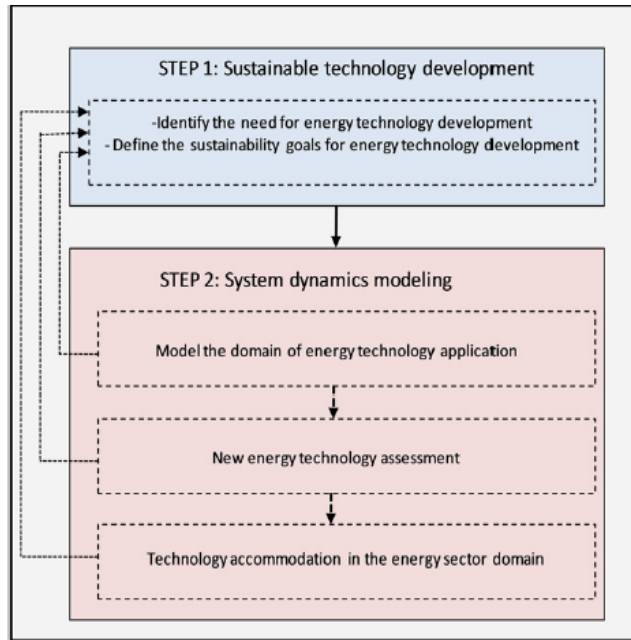 STEP 1: Sustainable technology development
-Identify the need for energy technology development
- Define the sustainability goals for energy technology development
STEP 2: System dynamics modeling
Model the domain of energy technology application
New energy technology assessment
Technology accommodation in the energy sector domain